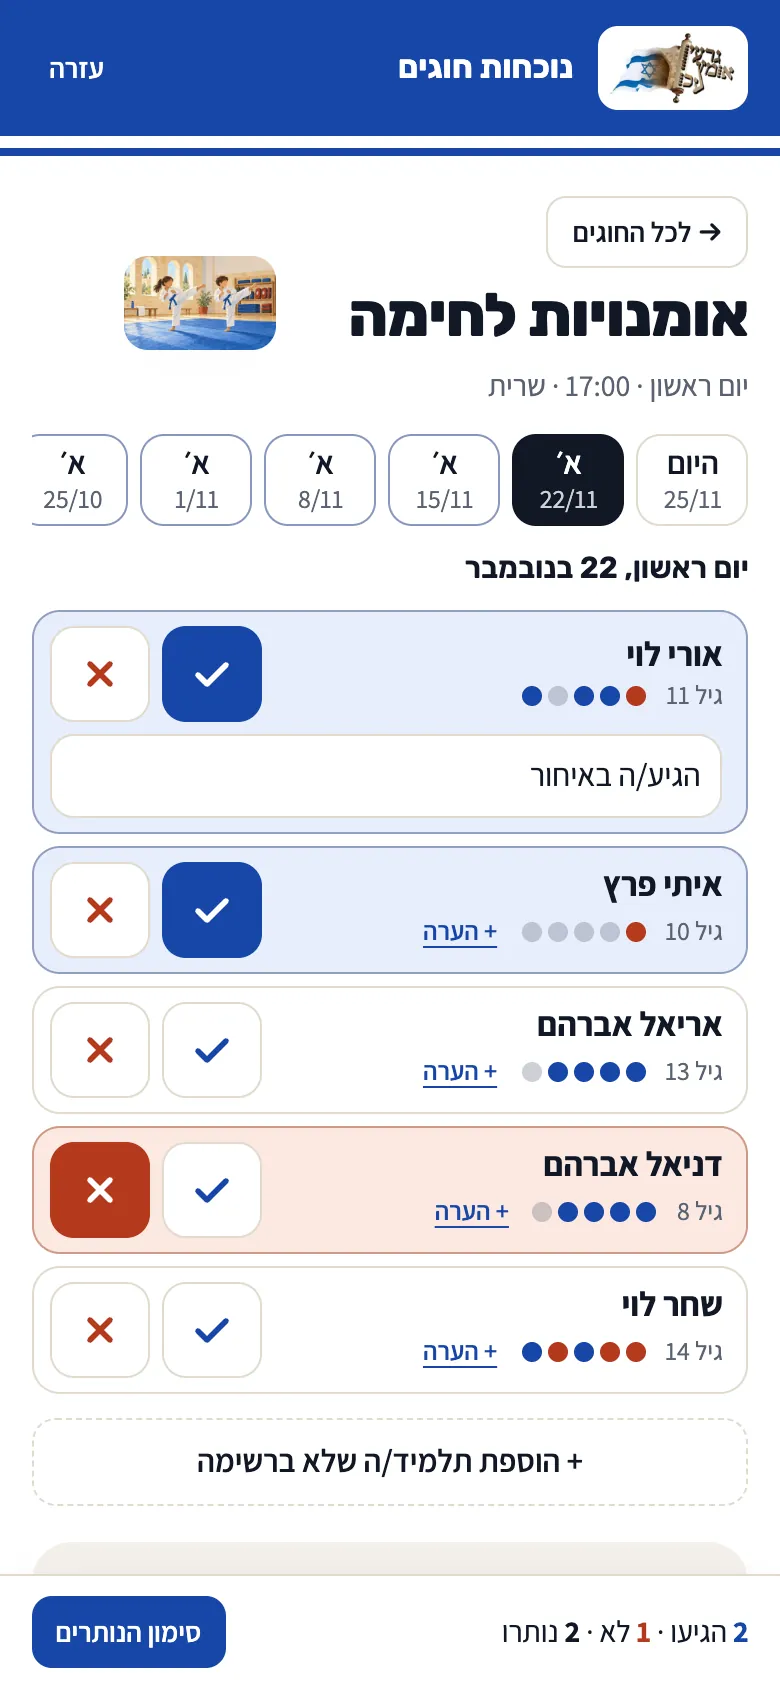 גרעין
אומץ
נוכחות חוגים
עזרה
→ לכל החוגים
אומנויות לחימה
יום ראשון · 17:00 · שרית
היום 25/11
א׳ 22/11
א׳ 15/11
א׳ 8/11
א׳ 1/11
א׳ 25/10
יום ראשון, 22 בנובמבר
אורי לוי
גיל 11
הגיע/ה באיחור
איתי פרץ
גיל 10 + הערה
אריאל אברהם
גיל 13 + הערה
דניאל אברהם
גיל 8 + הערה
שחר לוי
גיל 14 + הערה
+ הוספת תלמיד/ה שלא ברשימה
2 הגיעו · 1 לא · 2 נותרו
סימון הנותרים